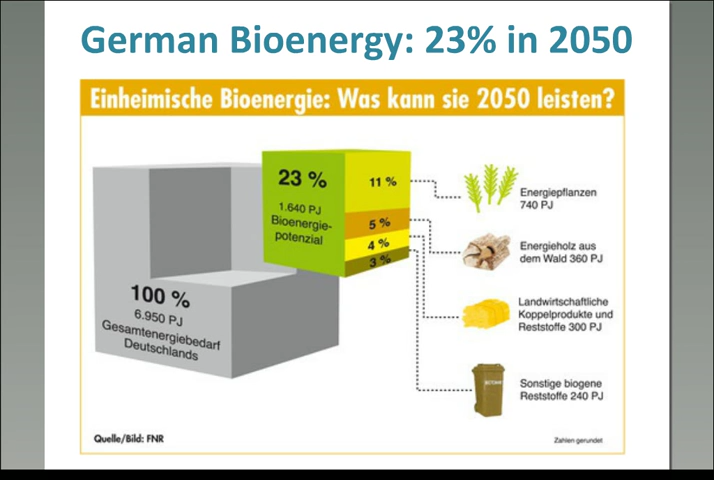 German Bioenergy: 23% in 2050
Einheimische Bioenergie: Was kann sie 2050 leisten?
23 %
1.640 PJ
Bioenergie-
potenzial
11 %
5 %
4 %
3 %
100 %
6.950 PJ
Gesamtenergiebedarf
Deutschlands
Energiepflanzen
740 PJ
Energieholz aus
dem Wald 360 PJ
Landwirtschaftliche
Koppelprodukte und
Reststoffe 300 PJ
Sonstige biogene
Reststoffe 240 PJ
Quelle/Bild: FNR
Zahlen gerundet